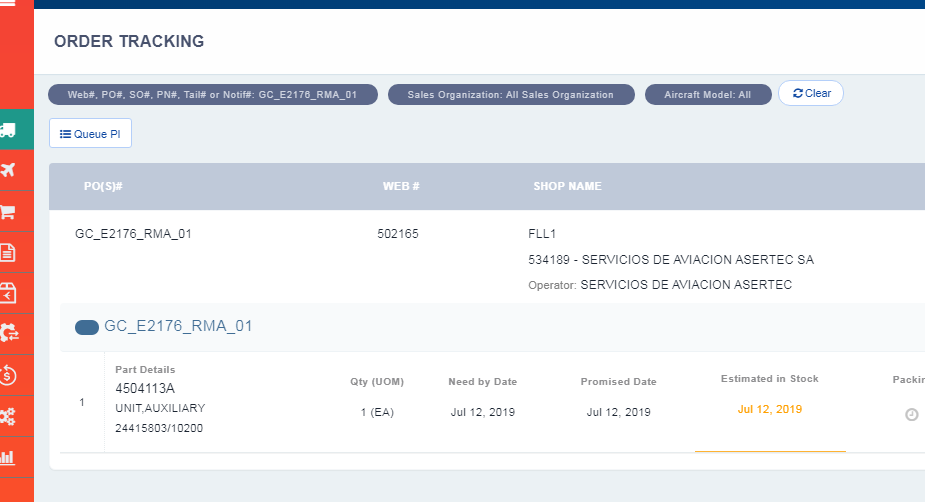 ORDER TRACKING
Web#, PO#, SO#, PN#, Tail# or Notif#: GC_E2176_RMA_01
Sales Organization: All Sales Organization
Aircraft Model: All
Clear
Queue PI
PO(S)# WEB # SHOP NAME
GC_E2176_RMA_01 502165 FLL1
534189 - SERVICIOS DE AVIACION ASERTEC SA
Operator: SERVICIOS DE AVIACION ASERTEC
GC_E2176_RMA_01
Part Details Qty (UOM) Need by Date Promised Date Estimated in Stock Packin
1 4504113A 1 (EA) Jul 12, 2019 Jul 12, 2019 Jul 12, 2019
UNIT,AUXILIARY
24415803/10200